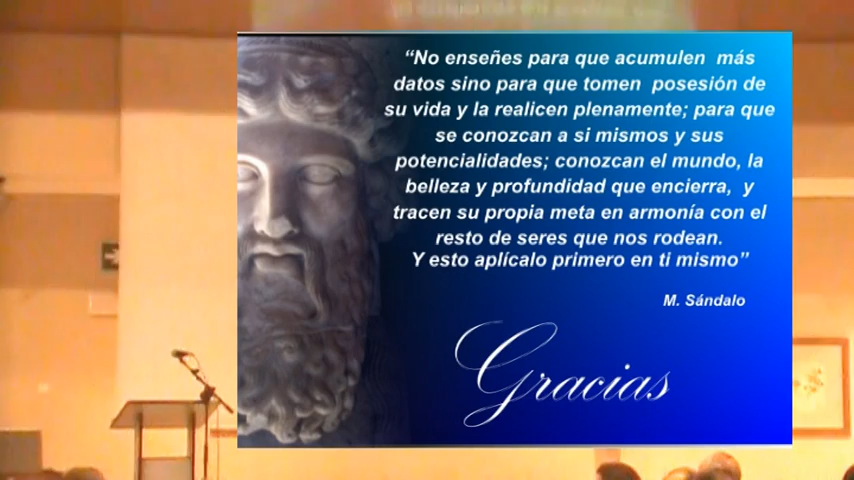 “No enseñes para que acumulen más
datos sino para que tomen posesión de
su vida y la realicen plenamente; para que
se conozcan a si mismos y sus
potencialidades; conozcan el mundo, la
belleza y profundidad que encierra, y
tracen su propia meta en armonía con el
resto de seres que nos rodean.
Y esto aplícalo primero en ti mismo”
M. Sándalo
Gracias